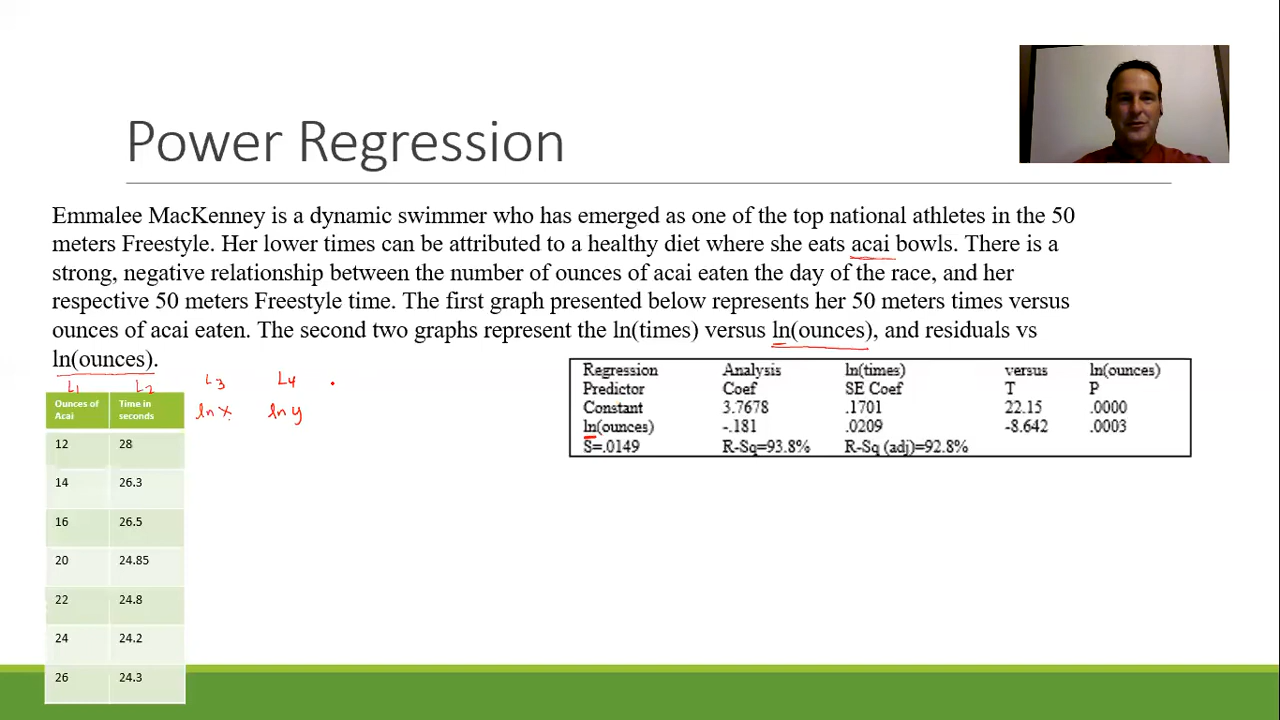 Power Regression
Emmalee MacKenney is a dynamic swimmer who has emerged as one of the top national athletes in the 50
meters Freestyle. Her lower times can be attributed to a healthy diet where she eats acai bowls. There is a
strong, negative relationship between the number of ounces of acai eaten the day of the race, and her
respective 50 meters Freestyle time. The first graph presented below represents her 50 meters times versus
ounces of acai eaten. The second two graphs represent the ln(times) versus ln(ounces), and residuals vs
ln(ounces).
L1 L2 L3 L4
Ounces of Acai Time in seconds ln x ln y
12 28
14 26.3
16 26.5
20 24.85
22 24.8
24 24.2
26 24.3
Regression Analysis ln(times) versus ln(ounces)
Predictor Coef SE Coef T P
Constant 3.7678 .1701 22.15 .0000
ln(ounces) -.181 .0209 -8.642 .0003
S=.0149 R-Sq=93.8% R-Sq (adj)=92.8%